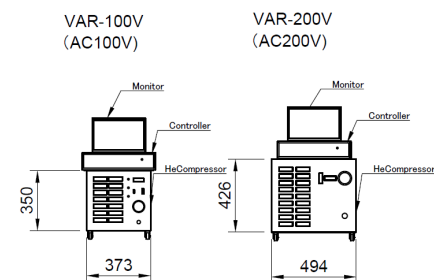 VAR-100V
（AC100V）
Monitor
Controller
HeCompressor
350
373
VAR-200V
（AC200V）
Monitor
Controller
HeCompressor
426
494